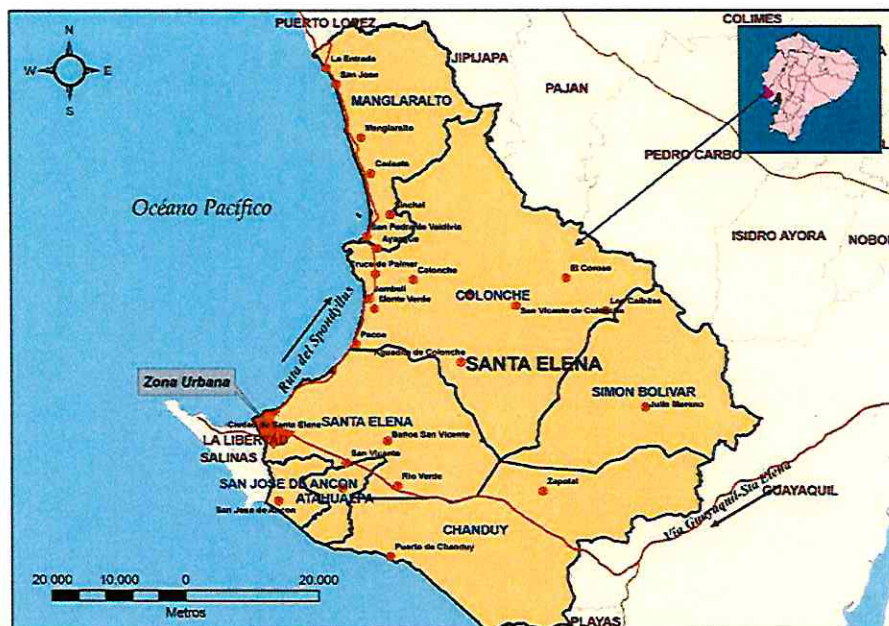 PUERTO LOPEZ
COLIMES
N
W
E
S
La Entrada
San Jose
JIPIJAPA
PAJAN
MANGLARALTO
Manglaralto
PEDRO CARBO
Cadeate
Océano Pacífico
Sinchal
San Pedro de Valdivia
Ayangue
ISIDRO AYORA
NOBOL
Cruce de Palmar
Colonche
El Coroso
Jambelí
Monte Verde
COLONCHE
San Vicente de Colonche
Las Calbitas
Ruta del Spondyllus
Pacoa
Aguadita de Colonche
SANTA ELENA
Zona Urbana
SIMON BOLIVAR
Julio Moreno
SANTA ELENA
Ciudad de Santa Elena
Baños San Vicente
LA LIBERTAD
SALINAS
San Vicente
SAN JOSE DE ANCON
Rio Verde
Zapotal
ATAHUALPA
San Jose de Ancon
GUAYAQUIL
Vía Guayaquil-Sta Elena
CHANDUY
Puerto de Chanduy
20.000 10.000 0 20.000
Metros
PLAYAS